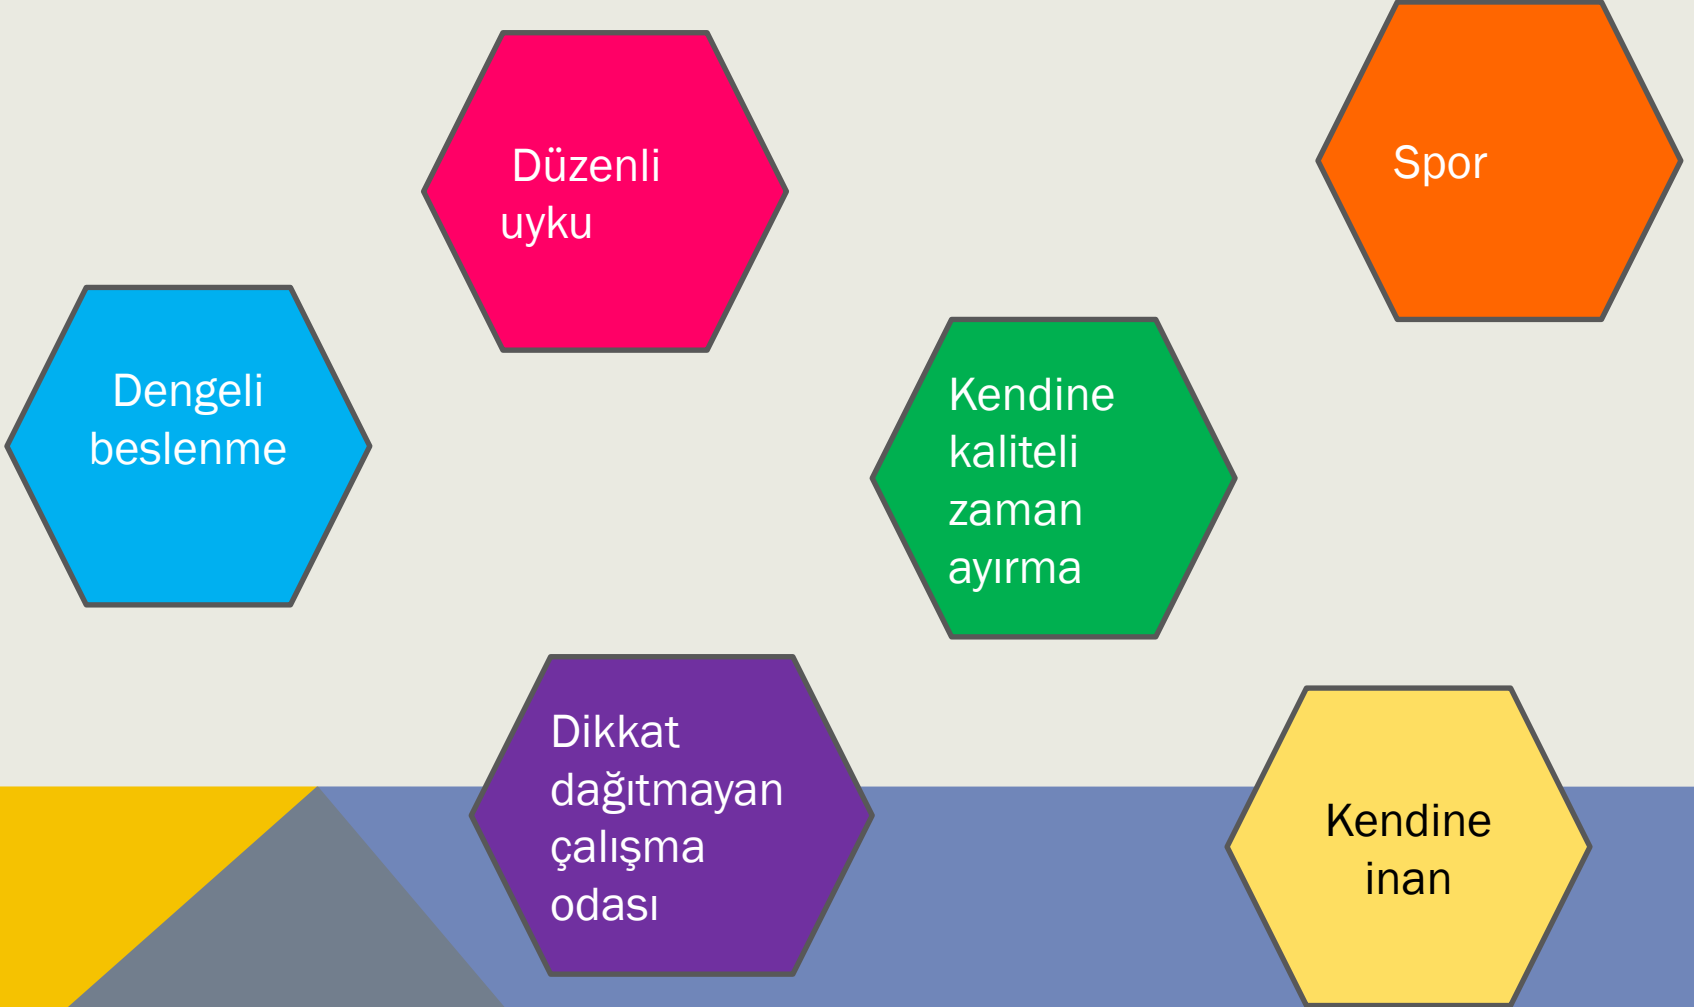 Düzenli
uyku
Spor
Dengeli
beslenme
Kendine
kaliteli
zaman
ayırma
Dikkat
dağıtmayan
çalışma
odası
Kendine
inan